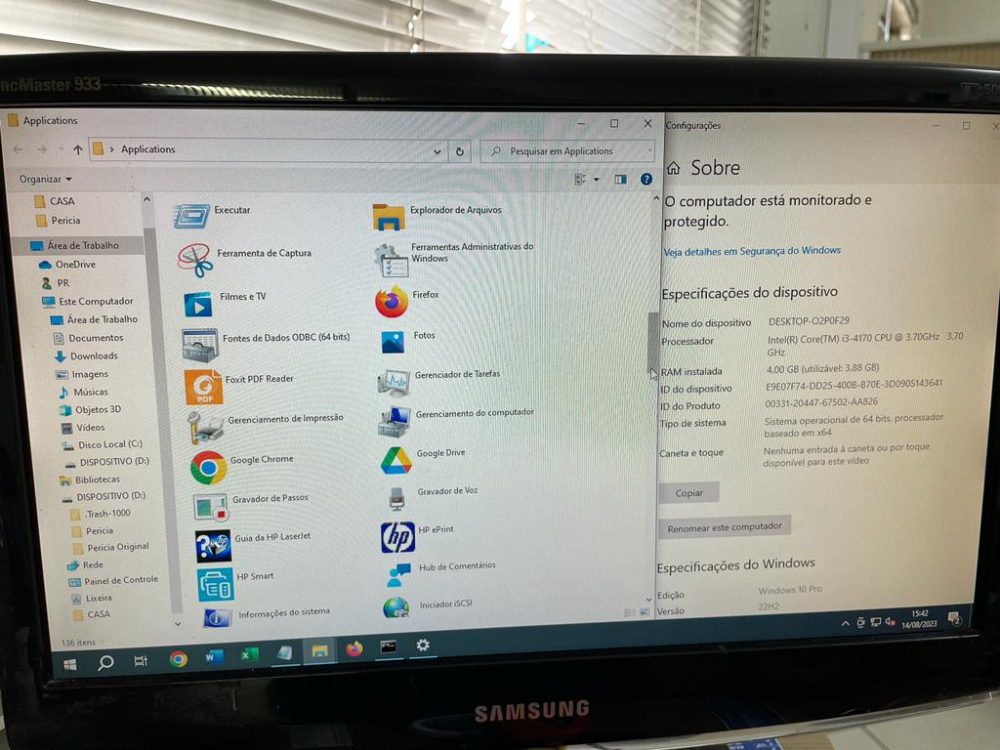 ncMaster 933
Applications
Applications
Pesquisar em Applications
Organizar
CASA
Pericia
Área de Trabalho
OneDrive
PR
Este Computador
Área de Trabalho
Documentos
Downloads
Imagens
Músicas
Objetos 3D
Vídeos
Disco Local (C:)
DISPOSITIVO (D:)
Bibliotecas
DISPOSITIVO (D:)
.Trash-1000
Pericia
Pericia Original
Rede
Painel de Controle
Lixeira
CASA
136 itens
Executar
Explorador de Arquivos
Ferramenta de Captura
Ferramentas Administrativas do
Windows
Filmes e TV
Firefox
Fontes de Dados ODBC (64 bits)
Fotos
Foxit PDF Reader
PDF
Gerenciador de Tarefas
Gerenciamento de Impressão
Gerenciamento do computador
Google Chrome
Google Drive
Gravador de Passos
Gravador de Voz
Guia da HP LaserJet
hp
HP ePrint
HP Smart
Hub de Comentários
Informações do sistema
Iniciador iSCSI
Configurações
Sobre
O computador está monitorado e
protegido.
Veja detalhes em Segurança do Windows
Especificações do dispositivo
Nome do dispositivo DESKTOP-O2P0F29
Processador Intel(R) Core(TM) i3-4170 CPU @ 3.70GHz 3.70
GHz
RAM instalada 4,00 GB (utilizável: 3,88 GB)
ID do dispositivo E9E07F74-DD25-400B-B70E-3D0905143641
ID do Produto 00331-20447-67502-AA826
Tipo de sistema Sistema operacional de 64 bits, processador
baseado em x64
Caneta e toque Nenhuma entrada à caneta ou por toque
disponível para este vídeo
Copiar
Renomear este computador
Especificações do Windows
Edição Windows 10 Pro
Versão 22H2
15:42
14/08/2023
2
SAMSUNG